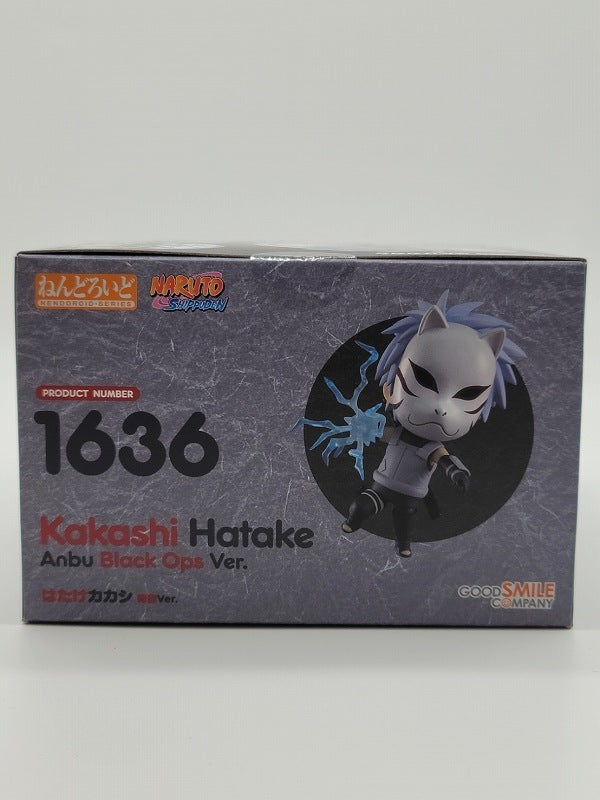 ねんどろいど
NENDOROID-SERIES
NARUTO
SHIPPUDEN
PRODUCT NUMBER
1636
Kakashi Hatake
Anbu Black Ops Ver.
はたけカカシ 暗部Ver.
GOOD SMILE
COMPANY